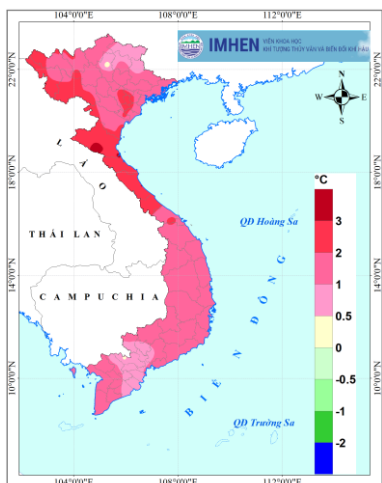 104°0'0"E
108°0'0"E
112°0'0"E
IMHEN
VIỆN KHOA HỌC
KHÍ TƯỢNG THỦY VĂN VÀ BIẾN ĐỔI KHÍ HẬU
22°0'0"N
22°0'0"N
N
W
E
S
LÀO
18°0'0"N
18°0'0"N
°C
3
2
1
0.5
0
-0.5
-1
-2
QĐ Hoàng Sa
THÁI LAN
CAMPUCHIA
14°0'0"N
14°0'0"N
BIỂN ĐÔNG
10°0'0"N
10°0'0"N
QĐ Trường Sa
104°0'0"E
108°0'0"E
112°0'0"E